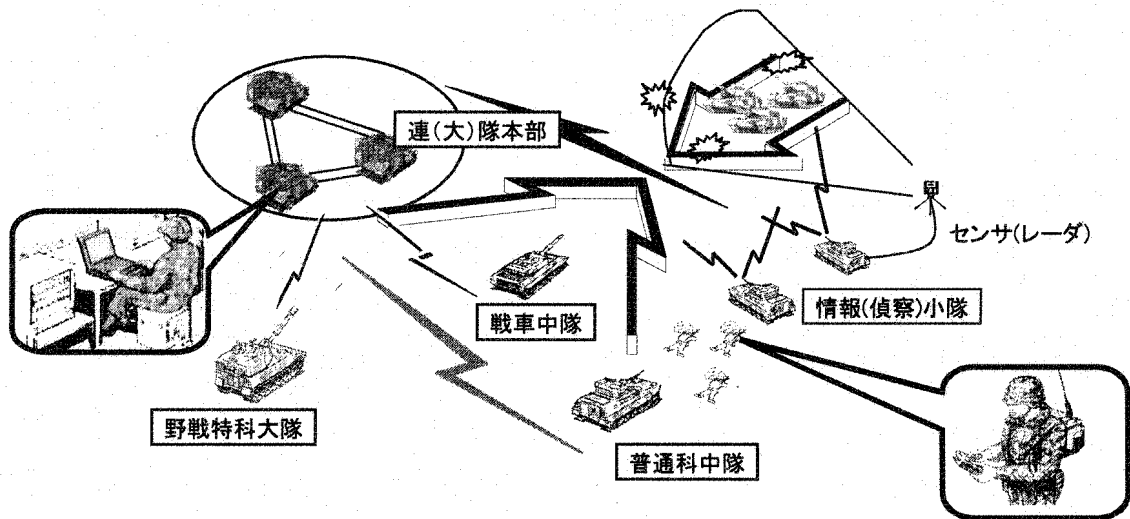 連(大)隊本部
センサ(レーダ)
戦車中隊
情報(偵察)小隊
野戦特科大隊
普通科中隊